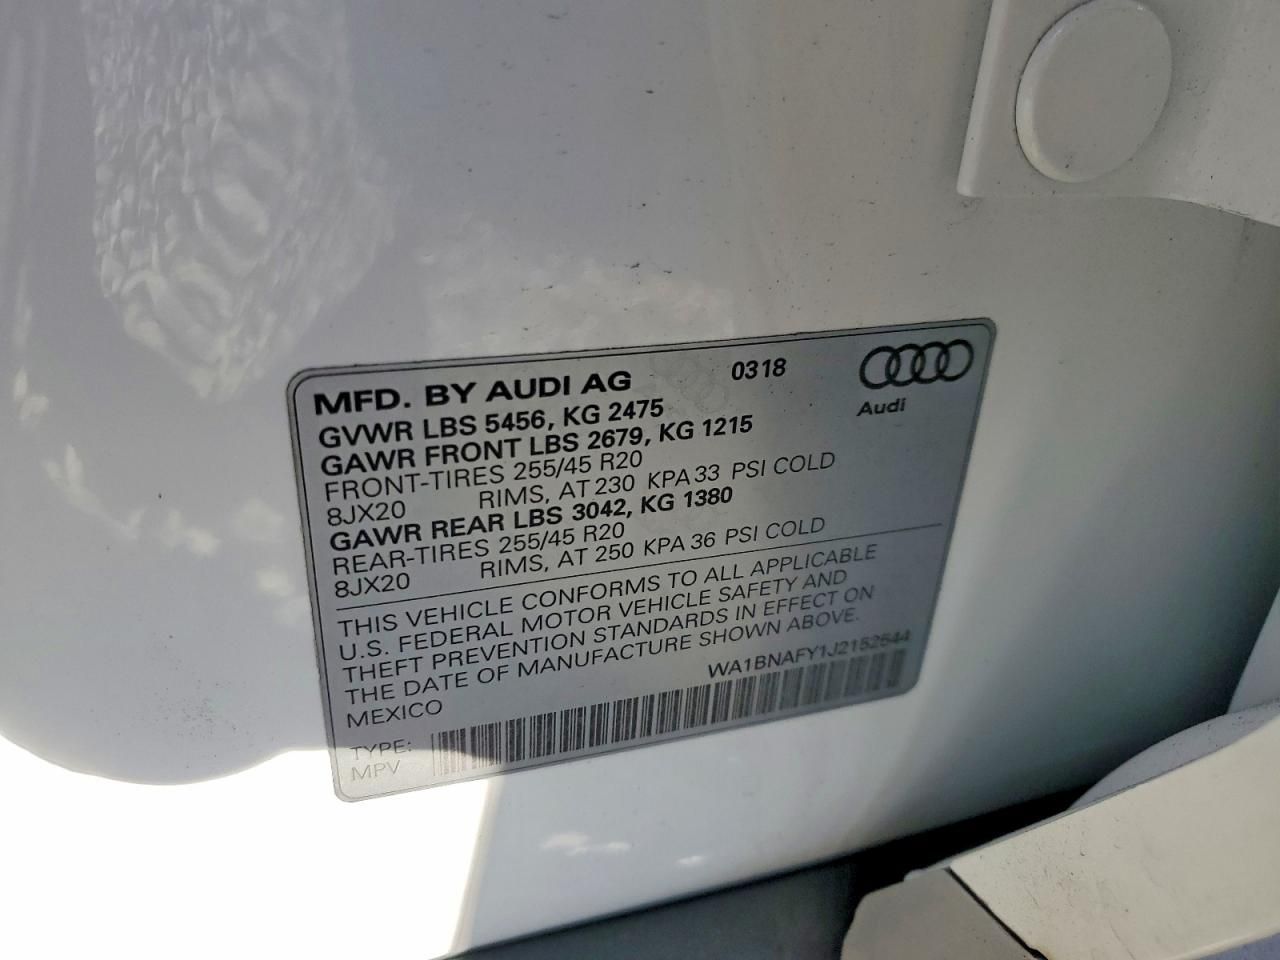 MFD. BY AUDI AG 0318
Audi
GVWR LBS 5456, KG 2475
GAWR FRONT LBS 2679, KG 1215
FRONT-TIRES 255/45 R20
8JX20 RIMS, AT 230 KPA 33 PSI COLD
GAWR REAR LBS 3042, KG 1380
REAR-TIRES 255/45 R20
8JX20 RIMS, AT 250 KPA 36 PSI COLD
THIS VEHICLE CONFORMS TO ALL APPLICABLE
U.S. FEDERAL MOTOR VEHICLE SAFETY AND
THEFT PREVENTION STANDARDS IN EFFECT ON
THE DATE OF MANUFACTURE SHOWN ABOVE.
MEXICO WA1BNAFY1J2152544
TYPE:
MPV